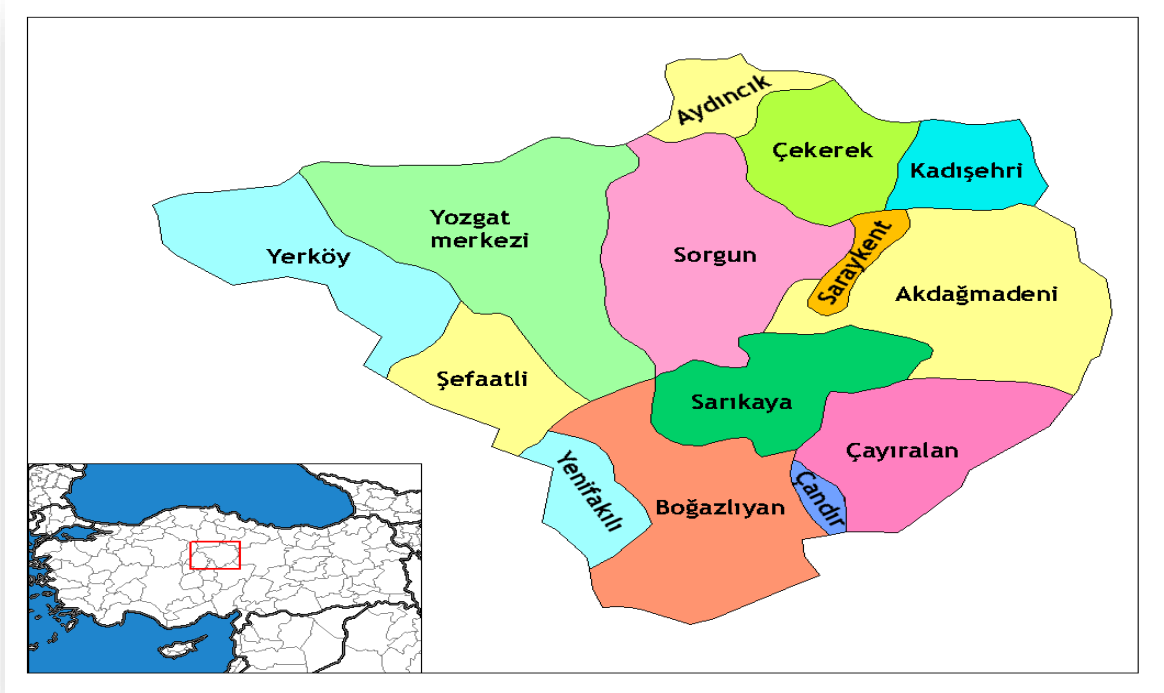 Aydıncık
Çekerek
Kadışehri
Yozgat
merkezi
Sorgun
Yerköy
Saraykent
Akdağmadeni
Şefaatli
Sarıkaya
Çayıralan
Yenifakılı
Boğazlıyan
Çandır